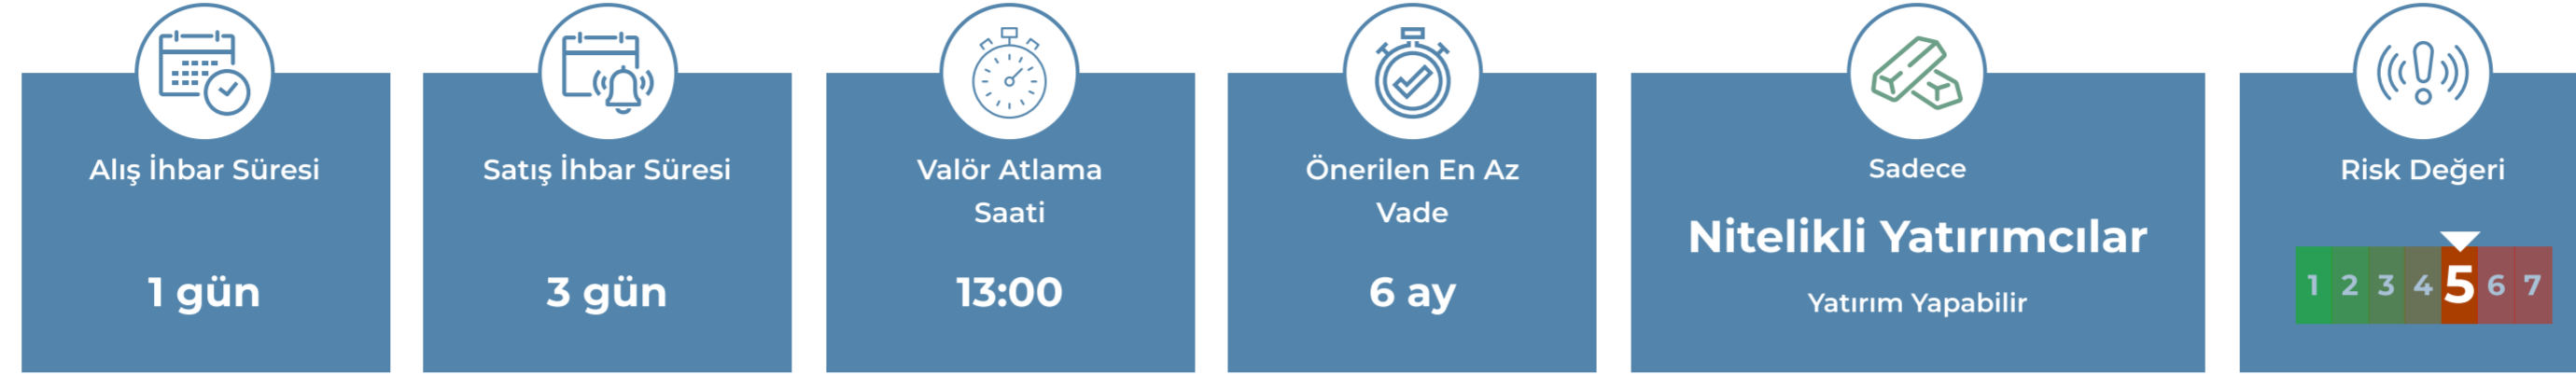 Alış İhbar Süresi
1 gün
Satış İhbar Süresi
3 gün
Valör Atlama
Saati
13:00
Önerilen En Az
Vade
6 ay
Sadece
Nitelikli Yatırımcılar
Yatırım Yapabilir
Risk Değeri
1 2 3 4 5 6 7